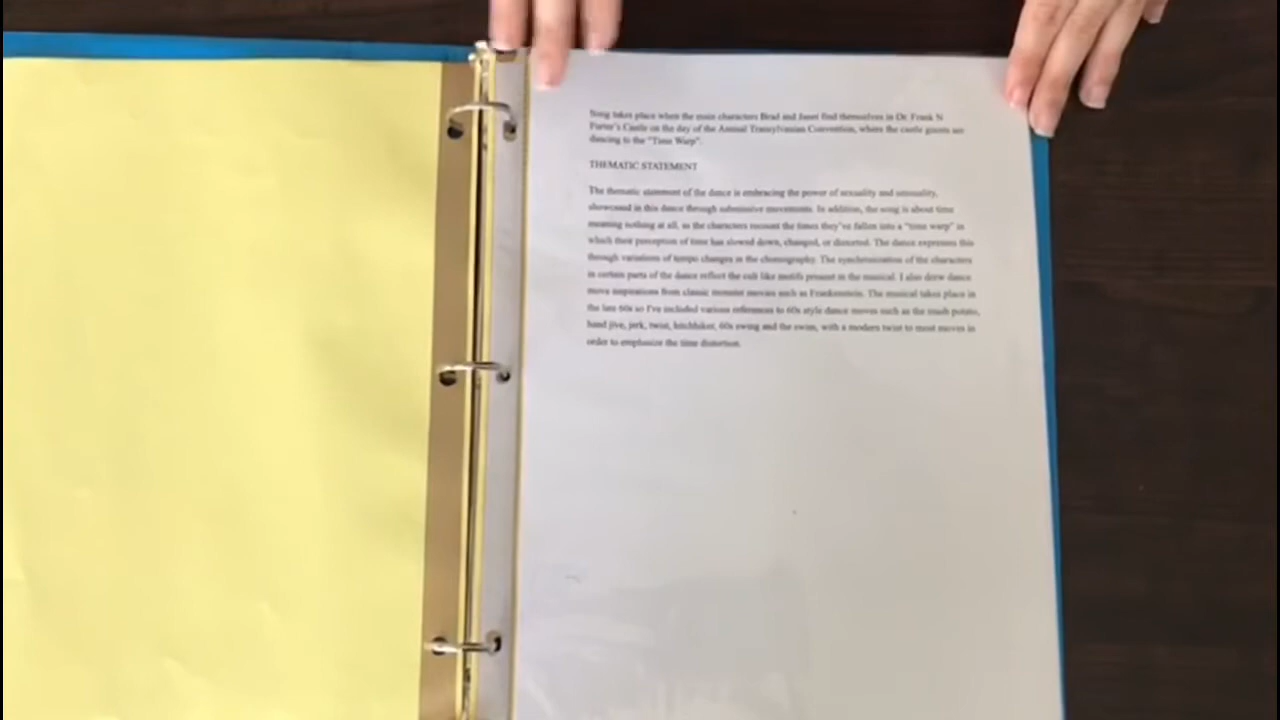 Song takes place when the main characters Brad and Janet find themselves in Dr. Frank N
Furter's Castle on the day of the Annual Transylvanian Convention, where the castle guests are
dancing to the "Time Warp".
THEMATIC STATEMENT
The thematic statement of the dance is embracing the power of sexuality and sensuality,
showcased in this dance through submissive movements. In addition, the song is about time
meaning nothing at all, as the characters recount the times they've fallen into a "time warp" in
which their perception of time has slowed down, changed, or distorted. The dance expresses this
through variations of tempo changes in the choreography. The synchronization of the characters
in certain parts of the dance reflect the cult like motifs present in the musical. I also drew dance
move inspirations from classic monster movies such as Frankenstein. The musical takes place in
the late 60s so I've included various references to 60s style dance moves such as the mash potato,
hand jive, jerk, twist, hitchhiker, 60s swing and the swim, with a modern twist to most moves in
order to emphasize the time distortion.